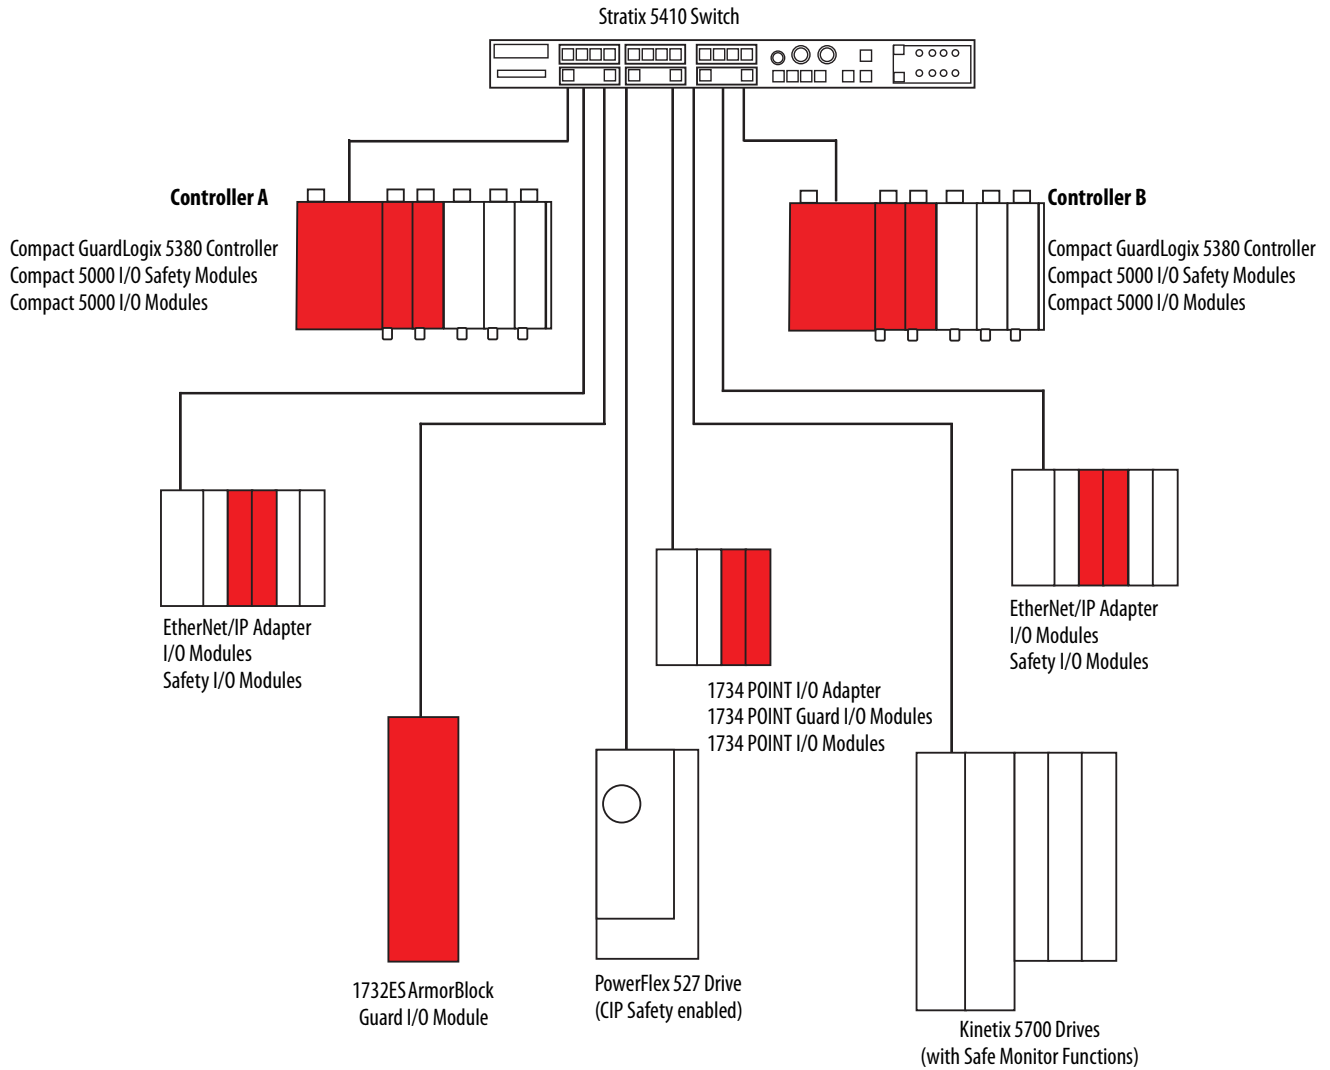 Stratix 5410 Switch
Controller A
Compact GuardLogix 5380 Controller
Compact 5000 I/O Safety Modules
Compact 5000 I/O Modules
Controller B
Compact GuardLogix 5380 Controller
Compact 5000 I/O Safety Modules
Compact 5000 I/O Modules
EtherNet/IP Adapter
I/O Modules
Safety I/O Modules
EtherNet/IP Adapter
I/O Modules
Safety I/O Modules
1734 POINT I/O Adapter
1734 POINT Guard I/O Modules
1734 POINT I/O Modules
1732ES ArmorBlock
Guard I/O Module
PowerFlex 527 Drive
(CIP Safety enabled)
Kinetix 5700 Drives
(with Safe Monitor Functions)